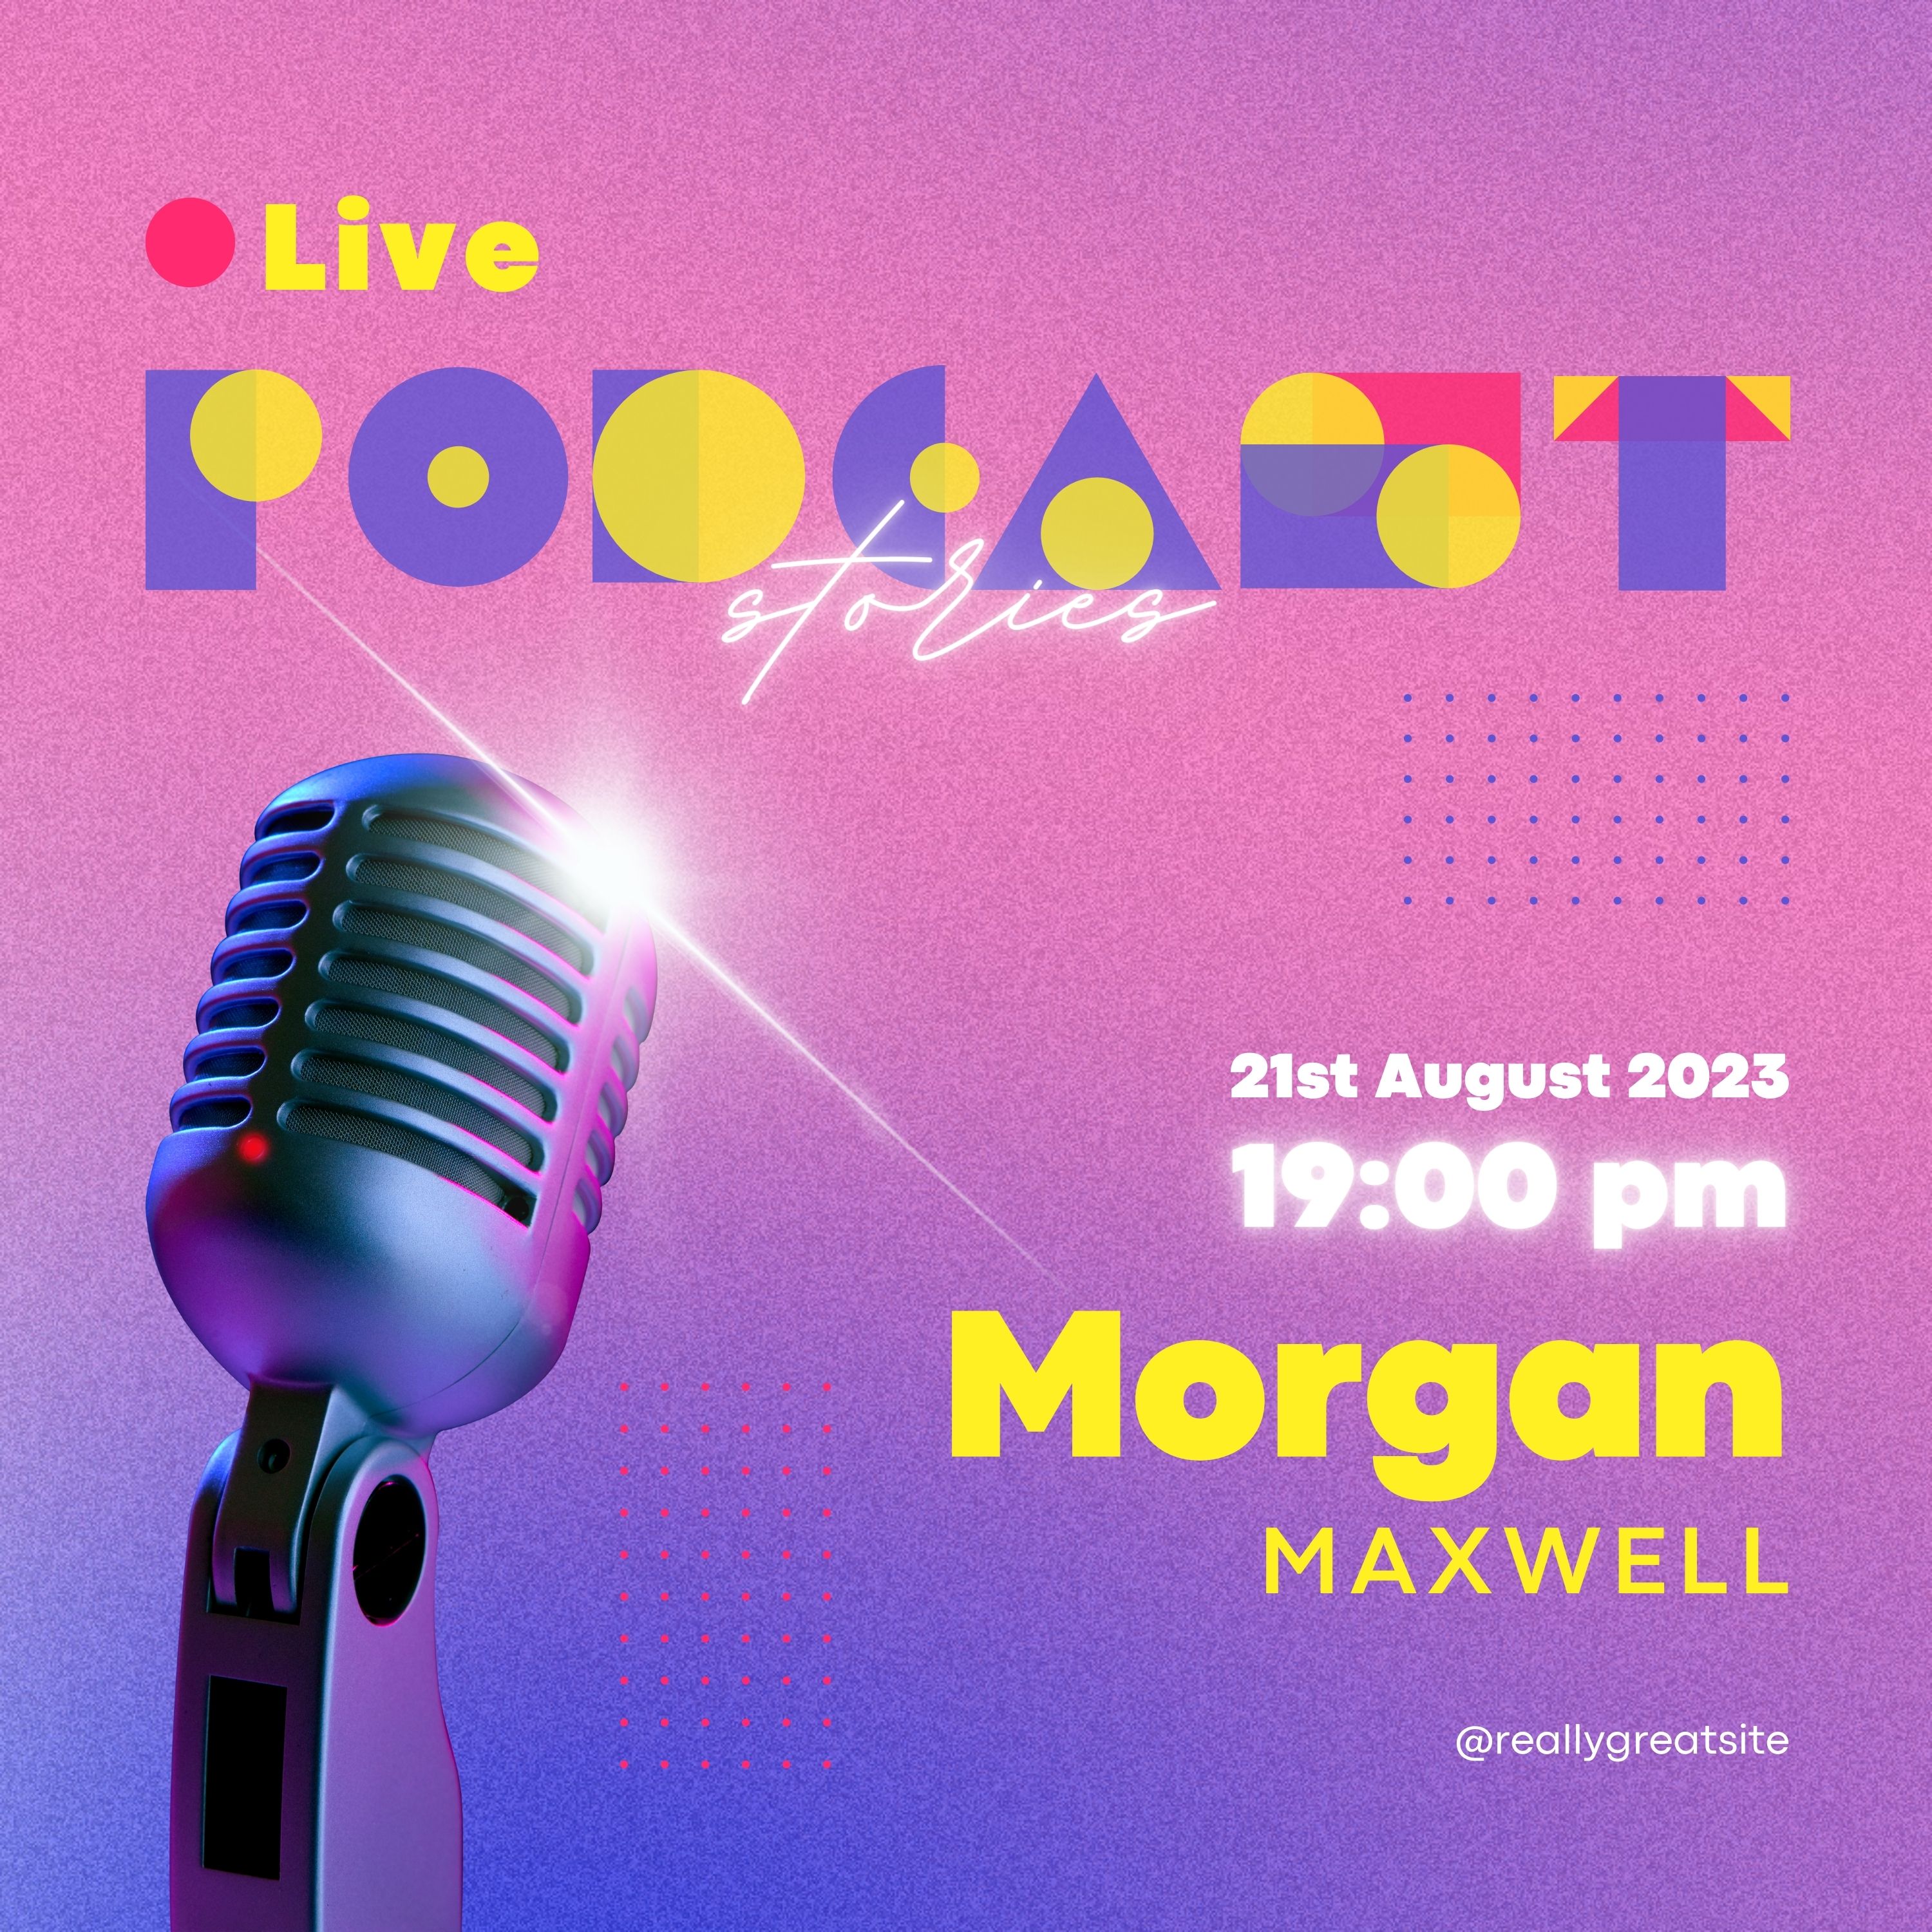 Live
PODCAST
stories
21st August 2023
19:00 pm
Morgan
MAXWELL
@reallygreatsite